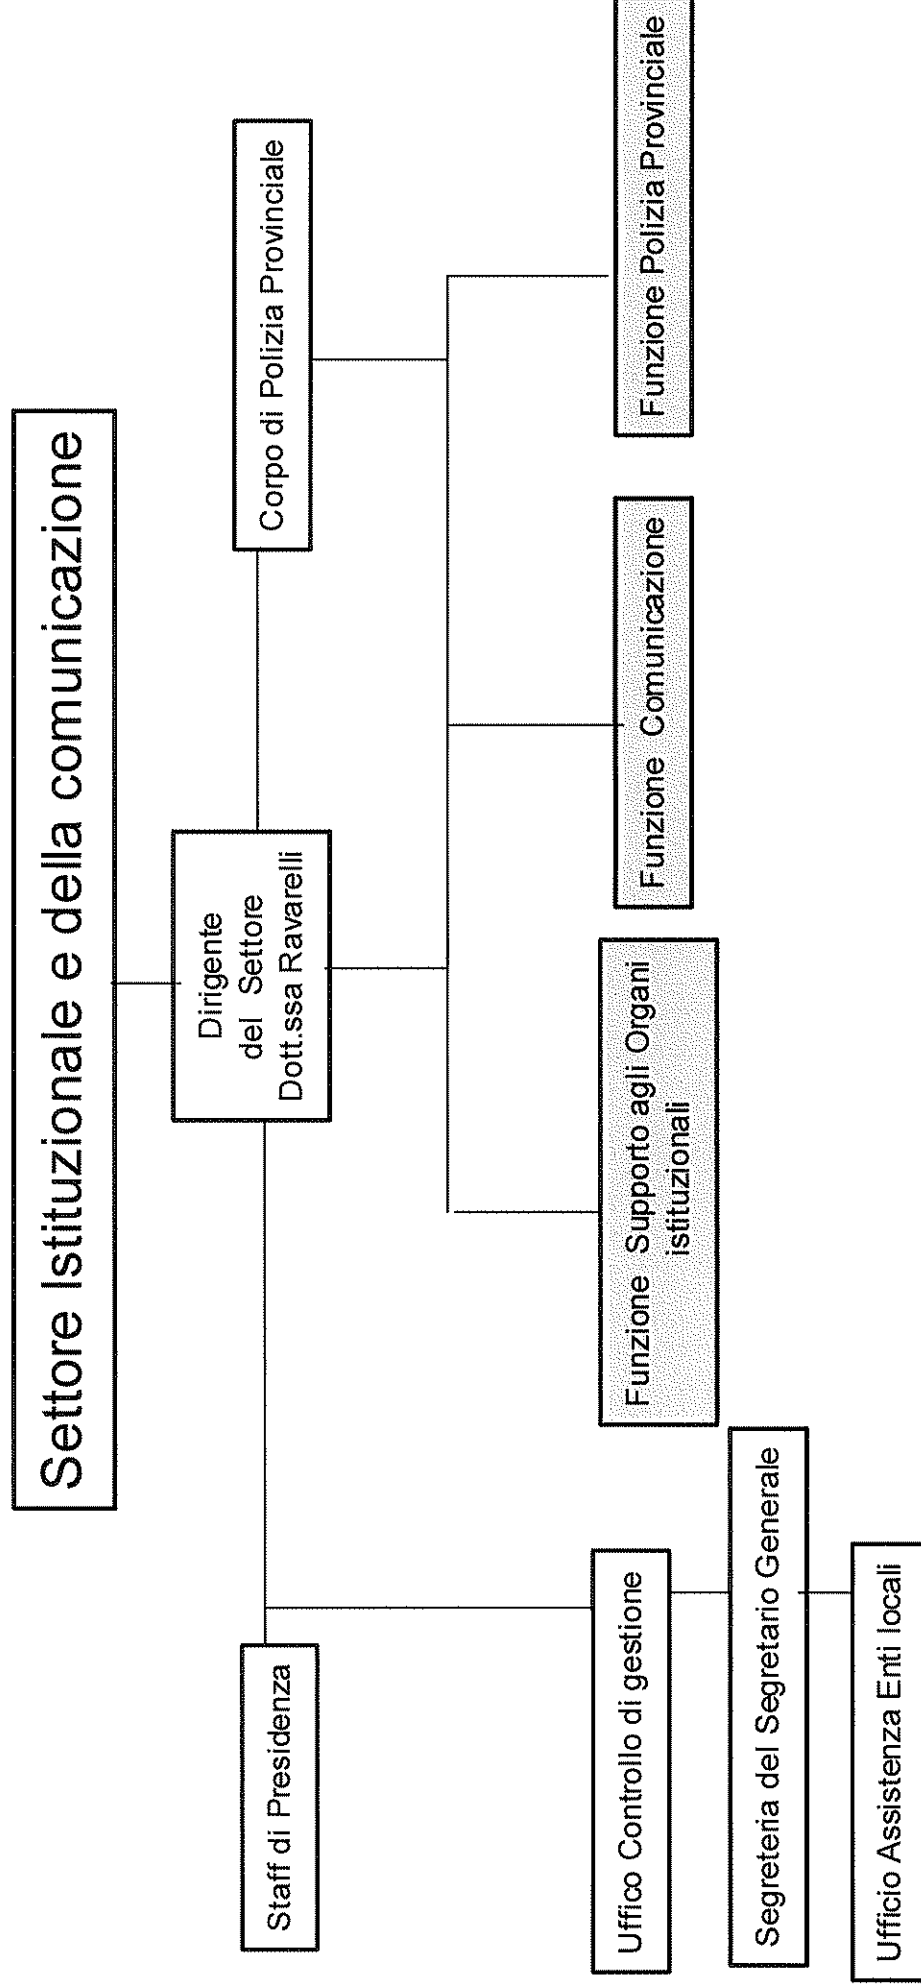 Settore Istituzionale e della comunicazione
Dirigente
del Settore
Dott.ssa Ravarelli
Staff di Presidenza
Corpo di Polizia Provinciale
Funzione Supporto agli Organi
istituzionali
Funzione Comunicazione
Funzione Polizia Provinciale
Uffico Controllo di gestione
Segreteria del Segretario Generale
Ufficio Assistenza Enti locali